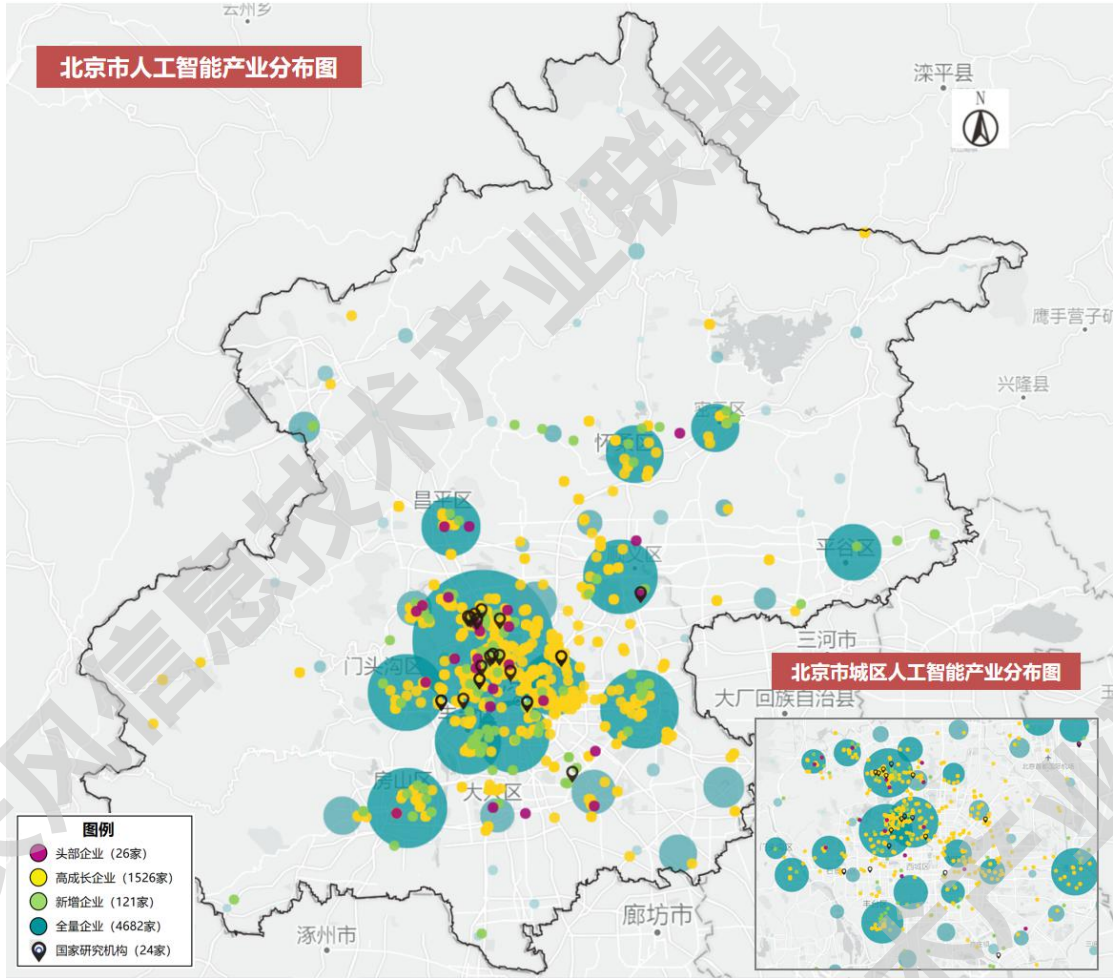 云州乡
北京市人工智能产业分布图
滦平县
N
鹰手营子矿
兴隆县
怀柔区
密云区
昌平区
平谷区
三河市
门头沟区
北京市城区人工智能产业分布图
大厂回族自治县
房山区
大兴区
图例
头部企业（26家）
高成长企业（1526家）
新增企业（121家）
全量企业（4682家）
国家研究机构（24家）
涿州市
廊坊市
信息技术产业联盟